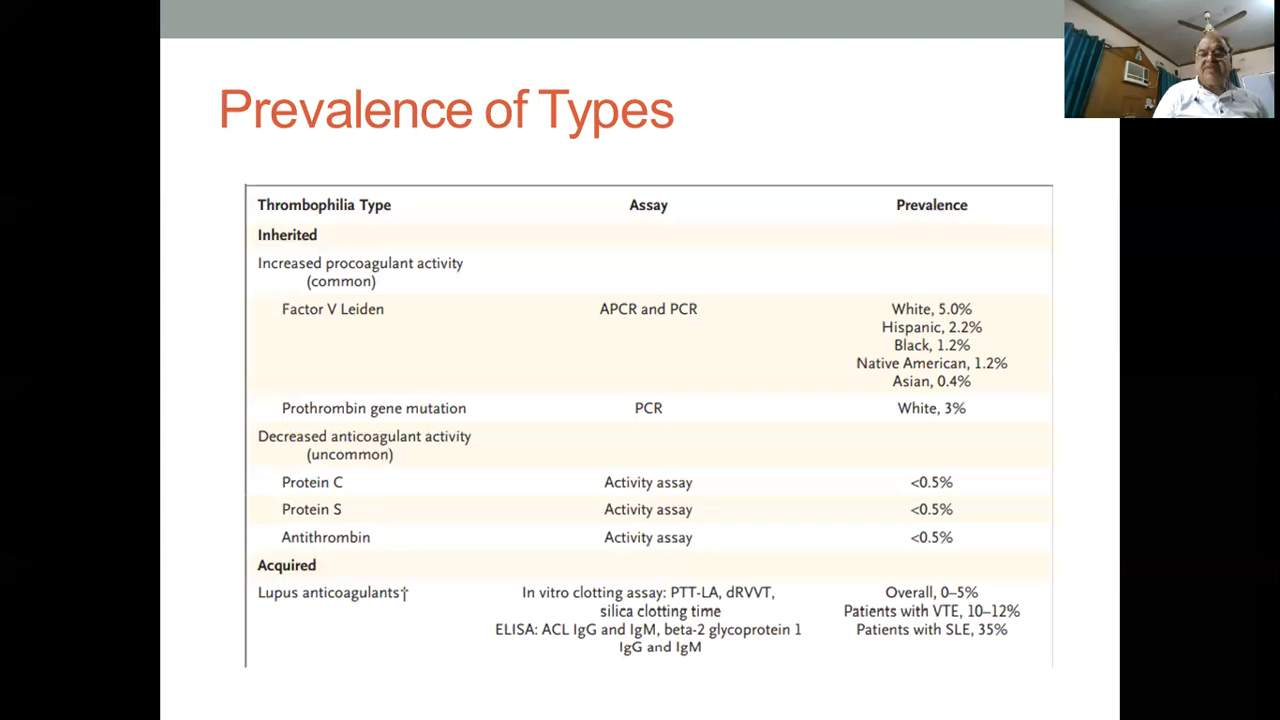 Prevalence of Types
Thrombophilia Type Assay Prevalence
Inherited
Increased procoagulant activity
(common)
Factor V Leiden APCR and PCR White, 5.0%
Hispanic, 2.2%
Black, 1.2%
Native American, 1.2%
Asian, 0.4%
Prothrombin gene mutation PCR White, 3%
Decreased anticoagulant activity
(uncommon)
Protein C Activity assay <0.5%
Protein S Activity assay <0.5%
Antithrombin Activity assay <0.5%
Acquired
Lupus anticoagulants† In vitro clotting assay: PTT-LA, dRVVT, Overall, 0–5%
silica clotting time Patients with VTE, 10–12%
ELISA: ACL IgG and IgM, beta-2 glycoprotein 1 Patients with SLE, 35%
IgG and IgM